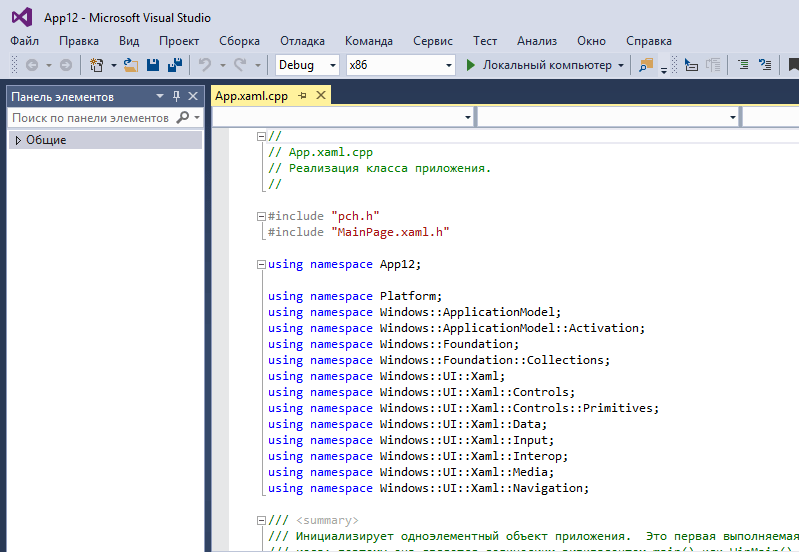 App12 - Microsoft Visual Studio
Файл Правка Вид Проект Сборка Отладка Команда Сервис Тест Анализ Окно Справка
Debug x86 Локальный компьютер
Панель элементов
App.xaml.cpp
Поиск по панели элементов
Общие
//
// App.xaml.cpp
// Реализация класса приложения.
//
#include "pch.h"
#include "MainPage.xaml.h"
using namespace App12;
using namespace Platform;
using namespace Windows::ApplicationModel;
using namespace Windows::ApplicationModel::Activation;
using namespace Windows::Foundation;
using namespace Windows::Foundation::Collections;
using namespace Windows::UI::Xaml;
using namespace Windows::UI::Xaml::Controls;
using namespace Windows::UI::Xaml::Controls::Primitives;
using namespace Windows::UI::Xaml::Data;
using namespace Windows::UI::Xaml::Input;
using namespace Windows::UI::Xaml::Interop;
using namespace Windows::UI::Xaml::Media;
using namespace Windows::UI::Xaml::Navigation;
/// <summary>
/// Инициализирует одноэлементный объект приложения. Это первая выполняемая